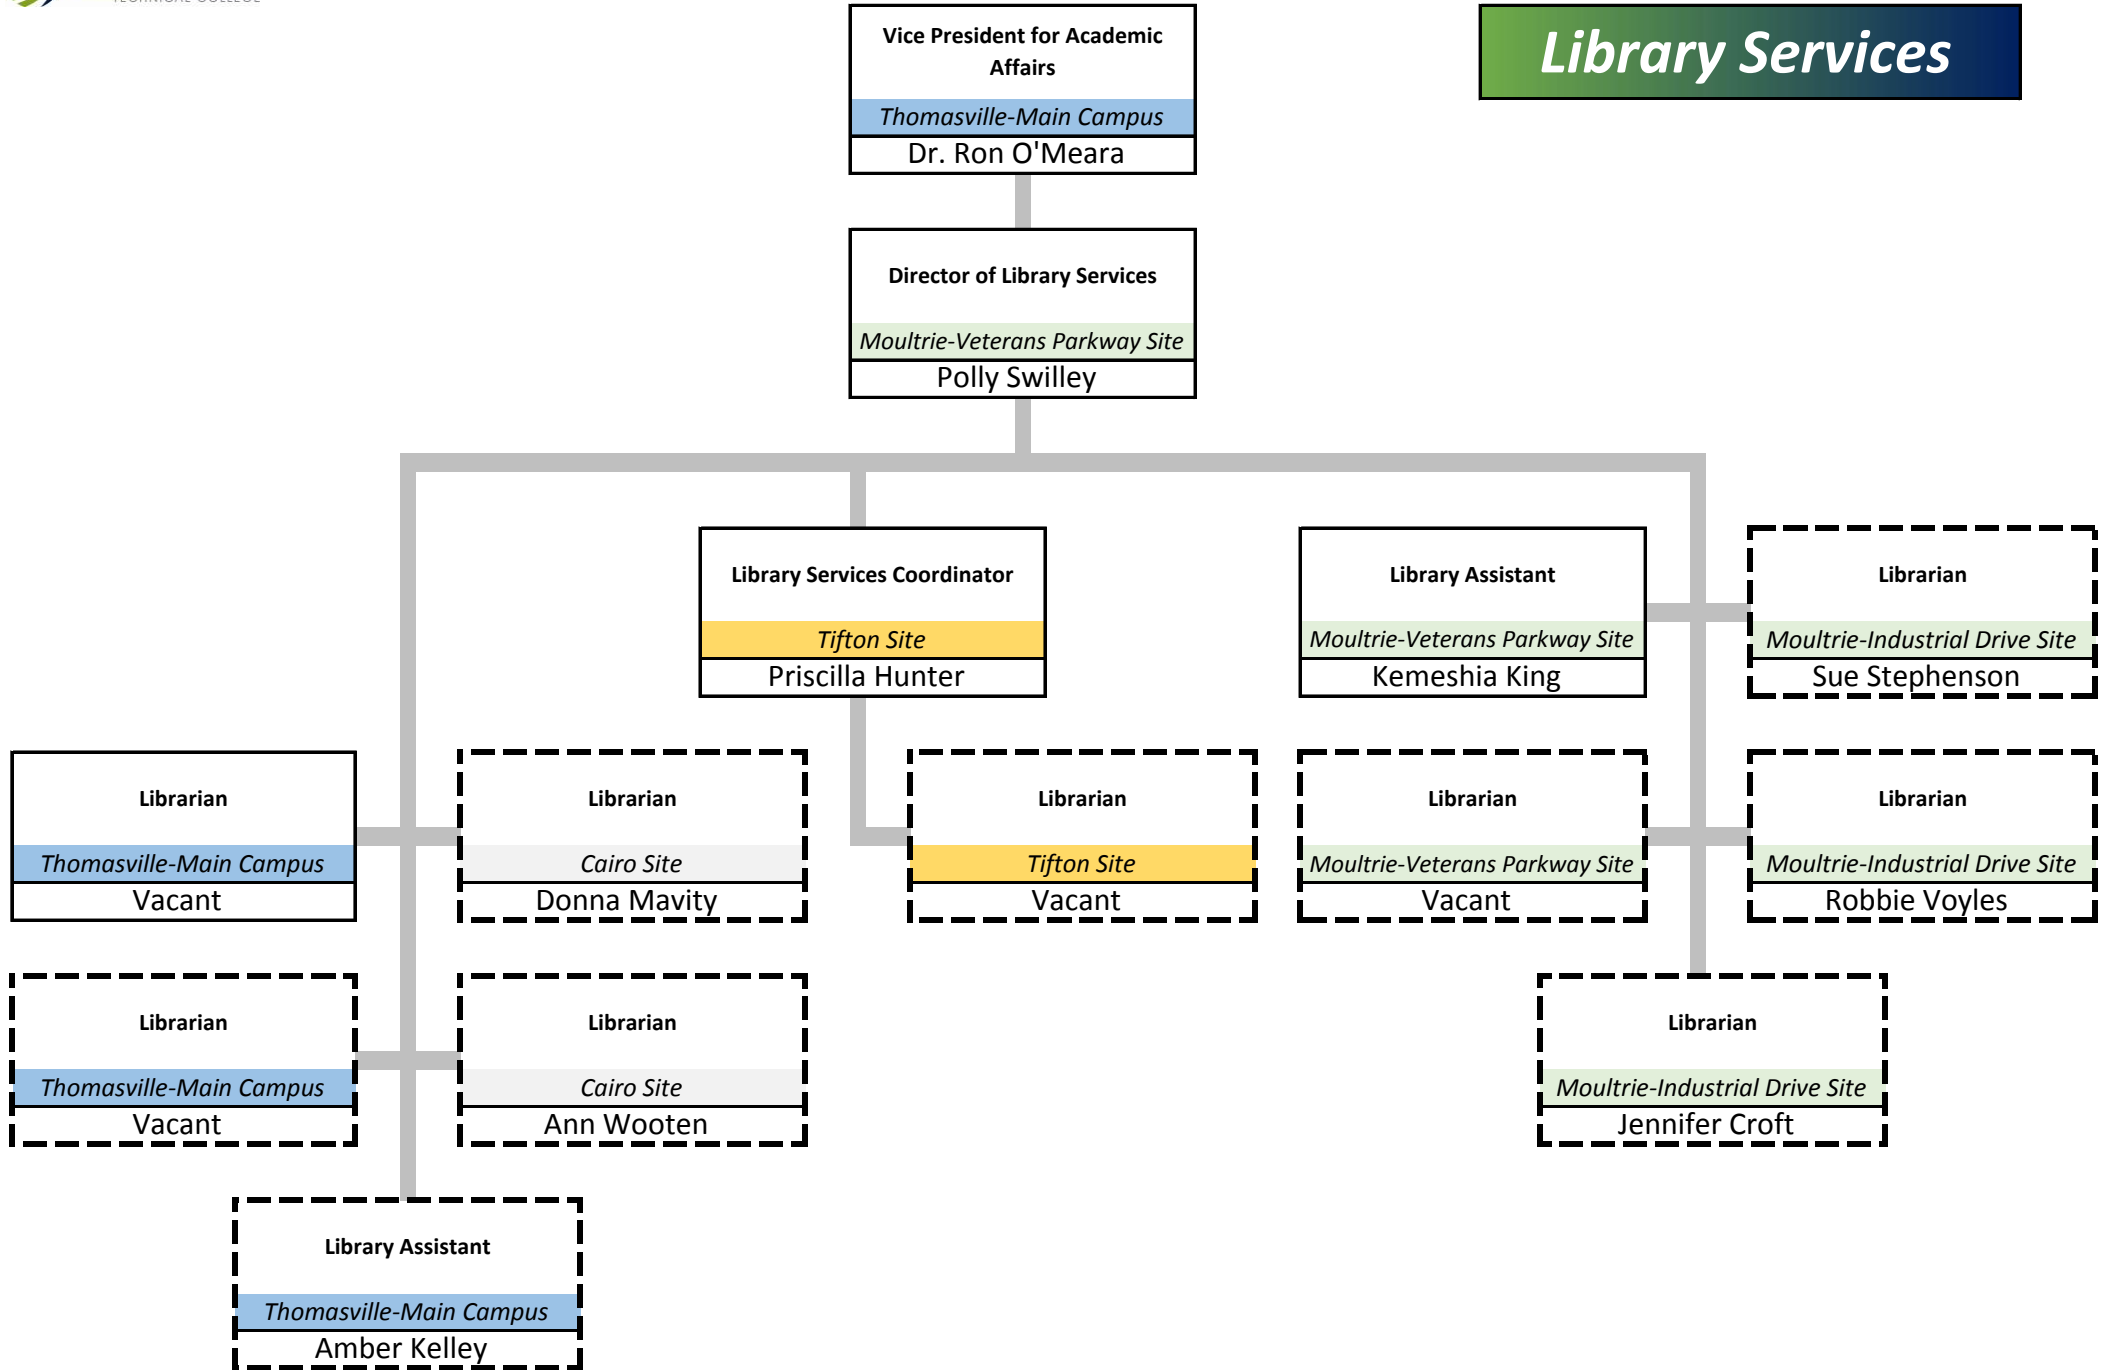 TECHNICAL COLLEGE
Library Services
Vice President for Academic
Affairs
Thomasville-Main Campus
Dr. Ron O'Meara
Director of Library Services
Moultrie-Veterans Parkway Site
Polly Swilley
Library Services Coordinator
Tifton Site
Priscilla Hunter
Library Assistant
Moultrie-Veterans Parkway Site
Kemeshia King
Librarian
Moultrie-Industrial Drive Site
Sue Stephenson
Librarian
Thomasville-Main Campus
Vacant
Librarian
Cairo Site
Donna Mavity
Librarian
Tifton Site
Vacant
Librarian
Moultrie-Veterans Parkway Site
Vacant
Librarian
Moultrie-Industrial Drive Site
Robbie Voyles
Librarian
Thomasville-Main Campus
Vacant
Librarian
Cairo Site
Ann Wooten
Librarian
Moultrie-Industrial Drive Site
Jennifer Croft
Library Assistant
Thomasville-Main Campus
Amber Kelley